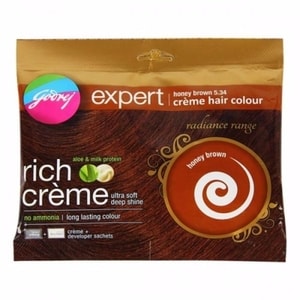 Godrej
expert
honey brown 5.34
crème hair colour
radiance range
honey brown
aloe & milk protein
rich
crème
ultra soft
deep shine
no ammonia | long lasting colour
crème +
developer sachets